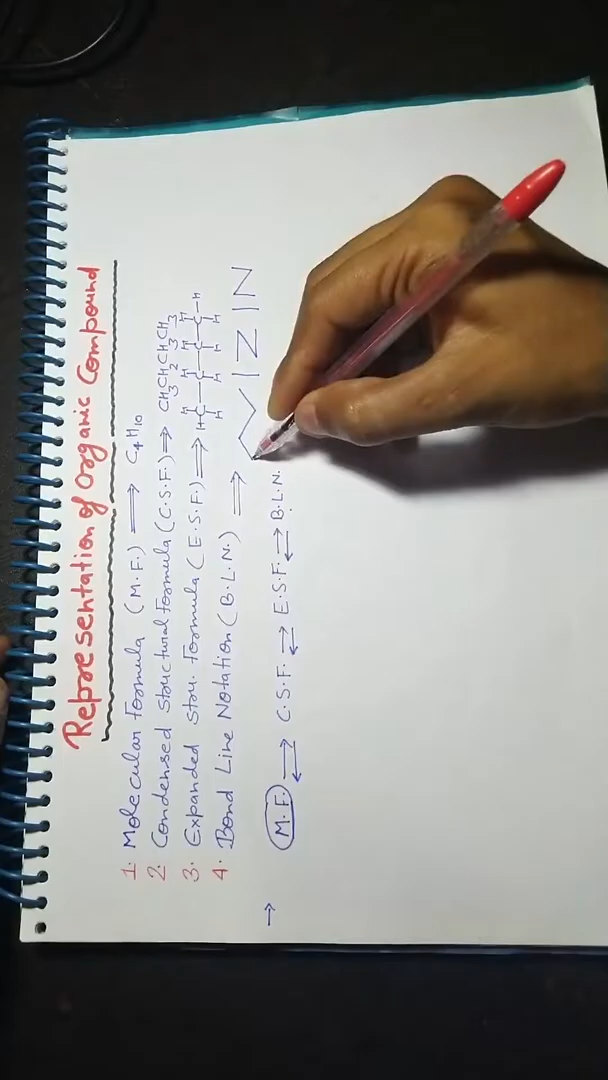 Representation of Organic Compound
1. Molecular Formula (M.F.) ⟹ C4H10
2. Condensed structural Formula (C.S.F.) ⟹ CH3CH2CH3CH3
3. Expanded stru. formula (E.S.F.) ⟹ H-C-C-C-C-H
H H H H
H H H H
4. Bond Line Notation (B.L.N.) ⟹
→ M.F. ⇌ C.S.F. ⇌ E.S.F. ⇌ B.L.N.